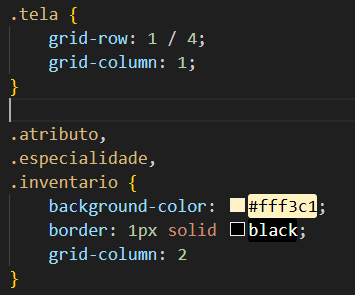 .tela {
    grid-row: 1 / 4;
    grid-column: 1;
}

.atributo,
.especialidade,
.inventario {
    background-color: #fff3c1;
    border: 1px solid black;
    grid-column: 2
}